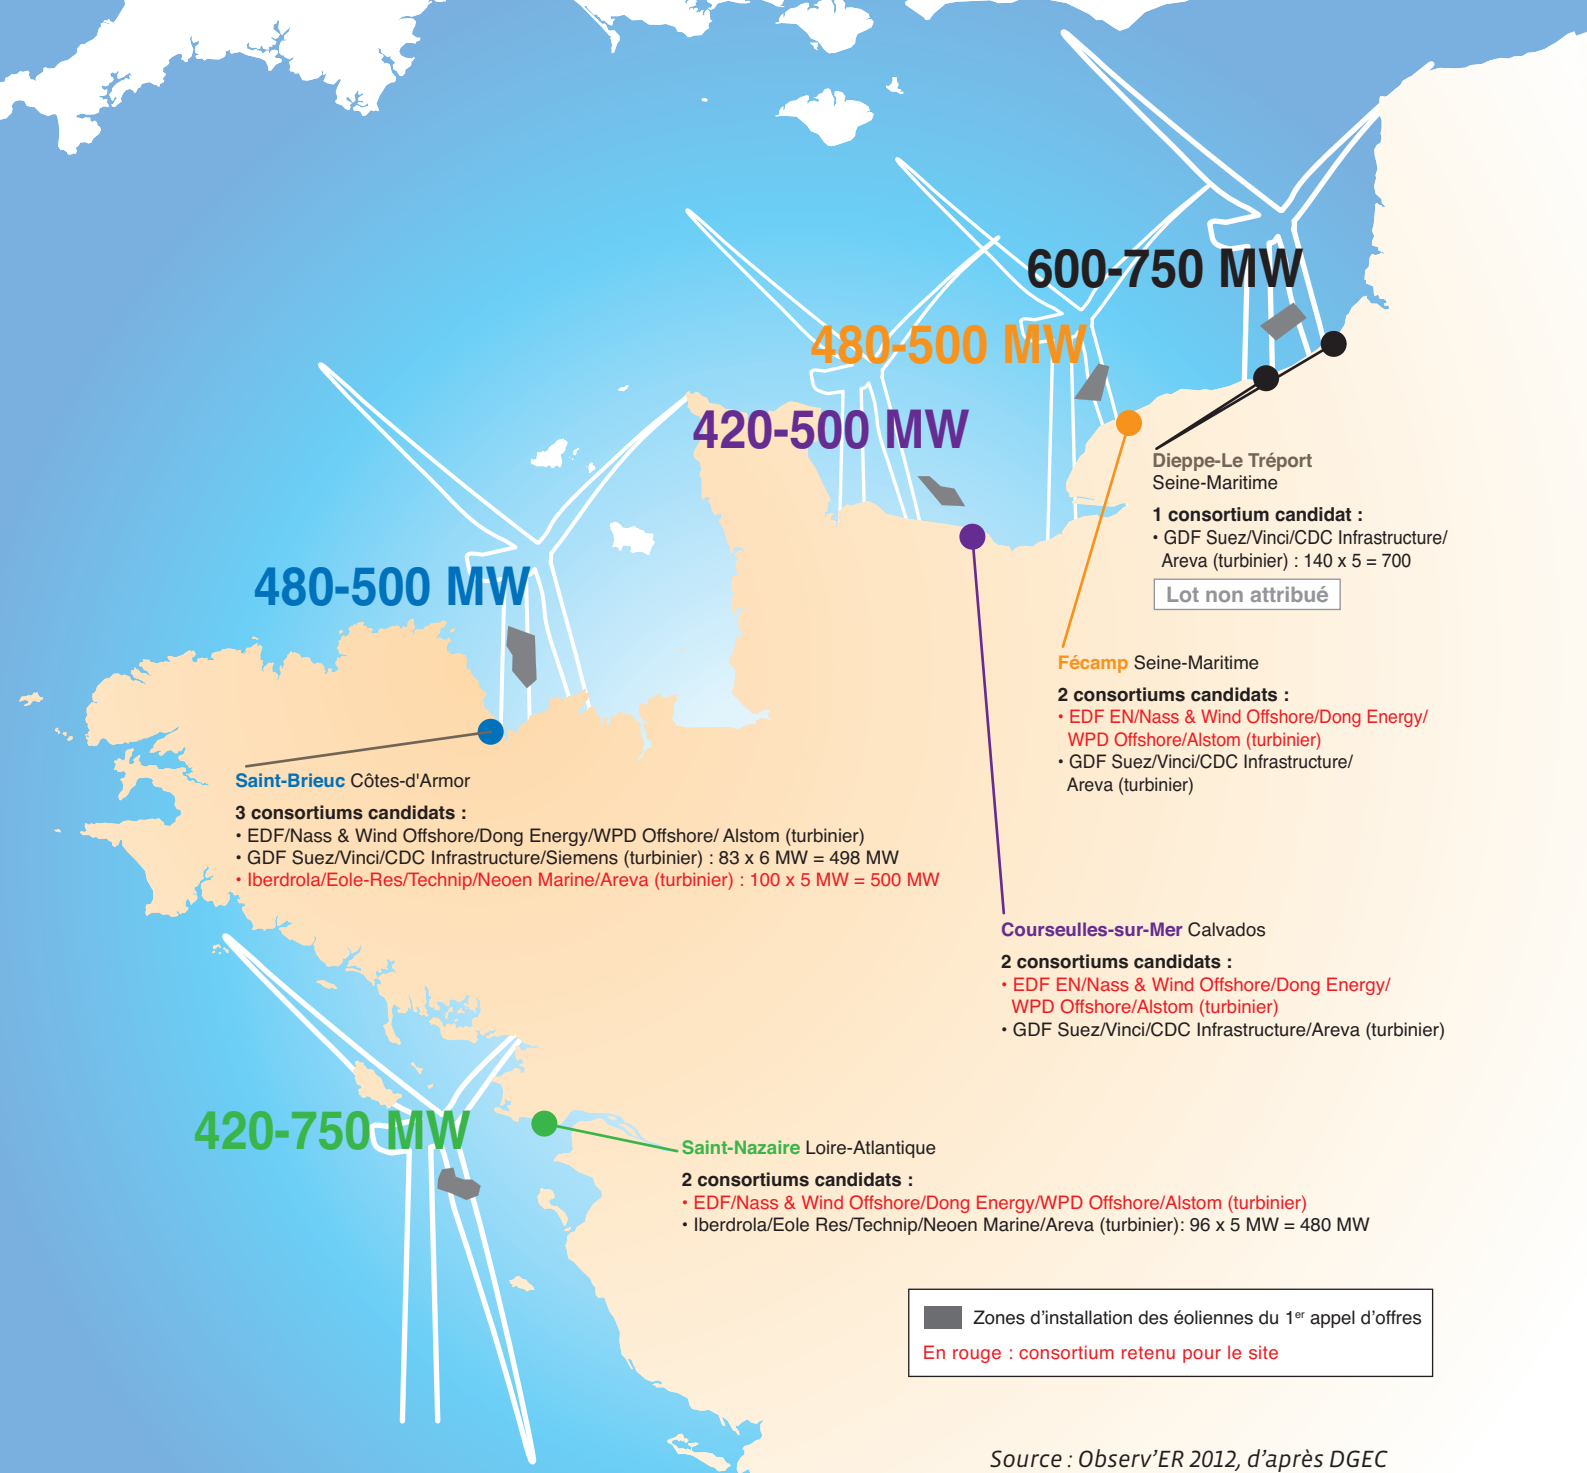 600-750 MW
480-500 MW
420-500 MW
480-500 MW
420-750 MW
Dieppe-Le Tréport
Seine-Maritime
1 consortium candidat :
• GDF Suez/Vinci/CDC Infrastructure/
Areva (turbinier) : 140 x 5 = 700
Lot non attribué
Fécamp Seine-Maritime
2 consortiums candidats :
• EDF EN/Nass & Wind Offshore/Dong Energy/
WPD Offshore/Alstom (turbinier)
• GDF Suez/Vinci/CDC Infrastructure/
Areva (turbinier)
Saint-Brieuc Côtes-d'Armor
3 consortiums candidats :
• EDF/Nass & Wind Offshore/Dong Energy/WPD Offshore/ Alstom (turbinier)
• GDF Suez/Vinci/CDC Infrastructure/Siemens (turbinier) : 83 x 6 MW = 498 MW
• Iberdrola/Eole-Res/Technip/Neoen Marine/Areva (turbinier) : 100 x 5 MW = 500 MW
Courseulles-sur-Mer Calvados
2 consortiums candidats :
• EDF EN/Nass & Wind Offshore/Dong Energy/
WPD Offshore/Alstom (turbinier)
• GDF Suez/Vinci/CDC Infrastructure/Areva (turbinier)
Saint-Nazaire Loire-Atlantique
2 consortiums candidats :
• EDF/Nass & Wind Offshore/Dong Energy/WPD Offshore/Alstom (turbinier)
• Iberdrola/Eole Res/Technip/Neoen Marine/Areva (turbinier): 96 x 5 MW = 480 MW
Zones d’installation des éoliennes du 1er appel d’offres
En rouge : consortium retenu pour le site
Source : Observ’ER 2012, d’après DGEC